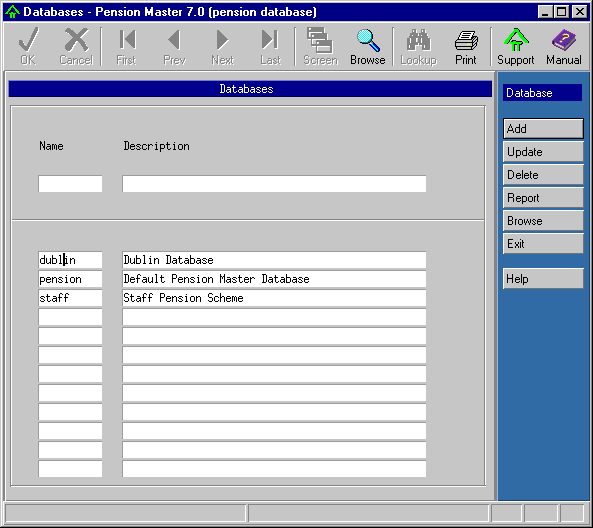 Databases - Pension Master 7.0 (pension database)
OK Cancel First Prev Next Last Screen Browse Lookup Print Support Manual
Databases
Database
Name Description
Add
Update
Delete
Report
Browse
Exit
Help
dublin Dublin Database
pension Default Pension Master Database
staff Staff Pension Scheme